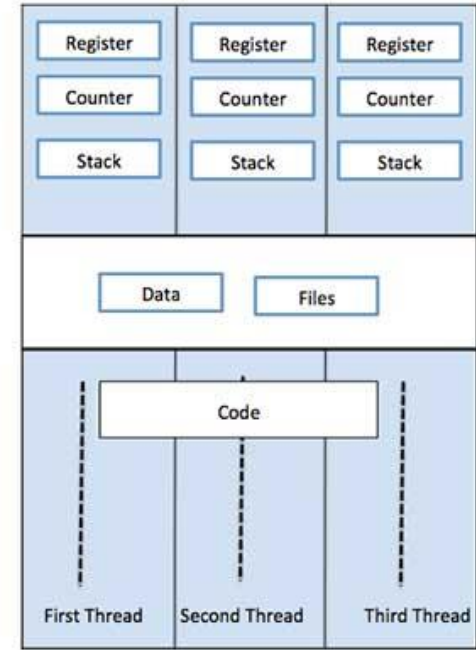 Register Register Register
Counter Counter Counter
Stack Stack Stack
Data Files
Code
First Thread Second Thread Third Thread